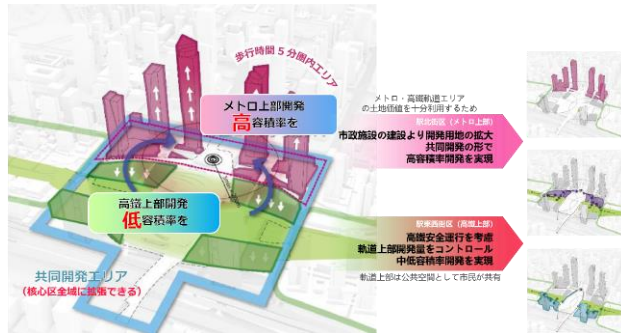 歩行時間5分圏内エリア
メトロ上部開発
高容積率を
高鐵上部開発
低容積率を
共同開発エリア
(核心区全域に拡張できる)
メトロ・高鐵軌道エリア
の土地価値を十分利用するため
駅北街区(メトロ上部)
市政施設の建設より開発用地の拡大
共同開発の形で
高容積率開発を実現
駅東西街区(高鐵上部)
高鐵安全運行を考慮
軌道上部開発量をコントロール
中低容積率開発を実現
軌道上部は公共空間として市民が共有